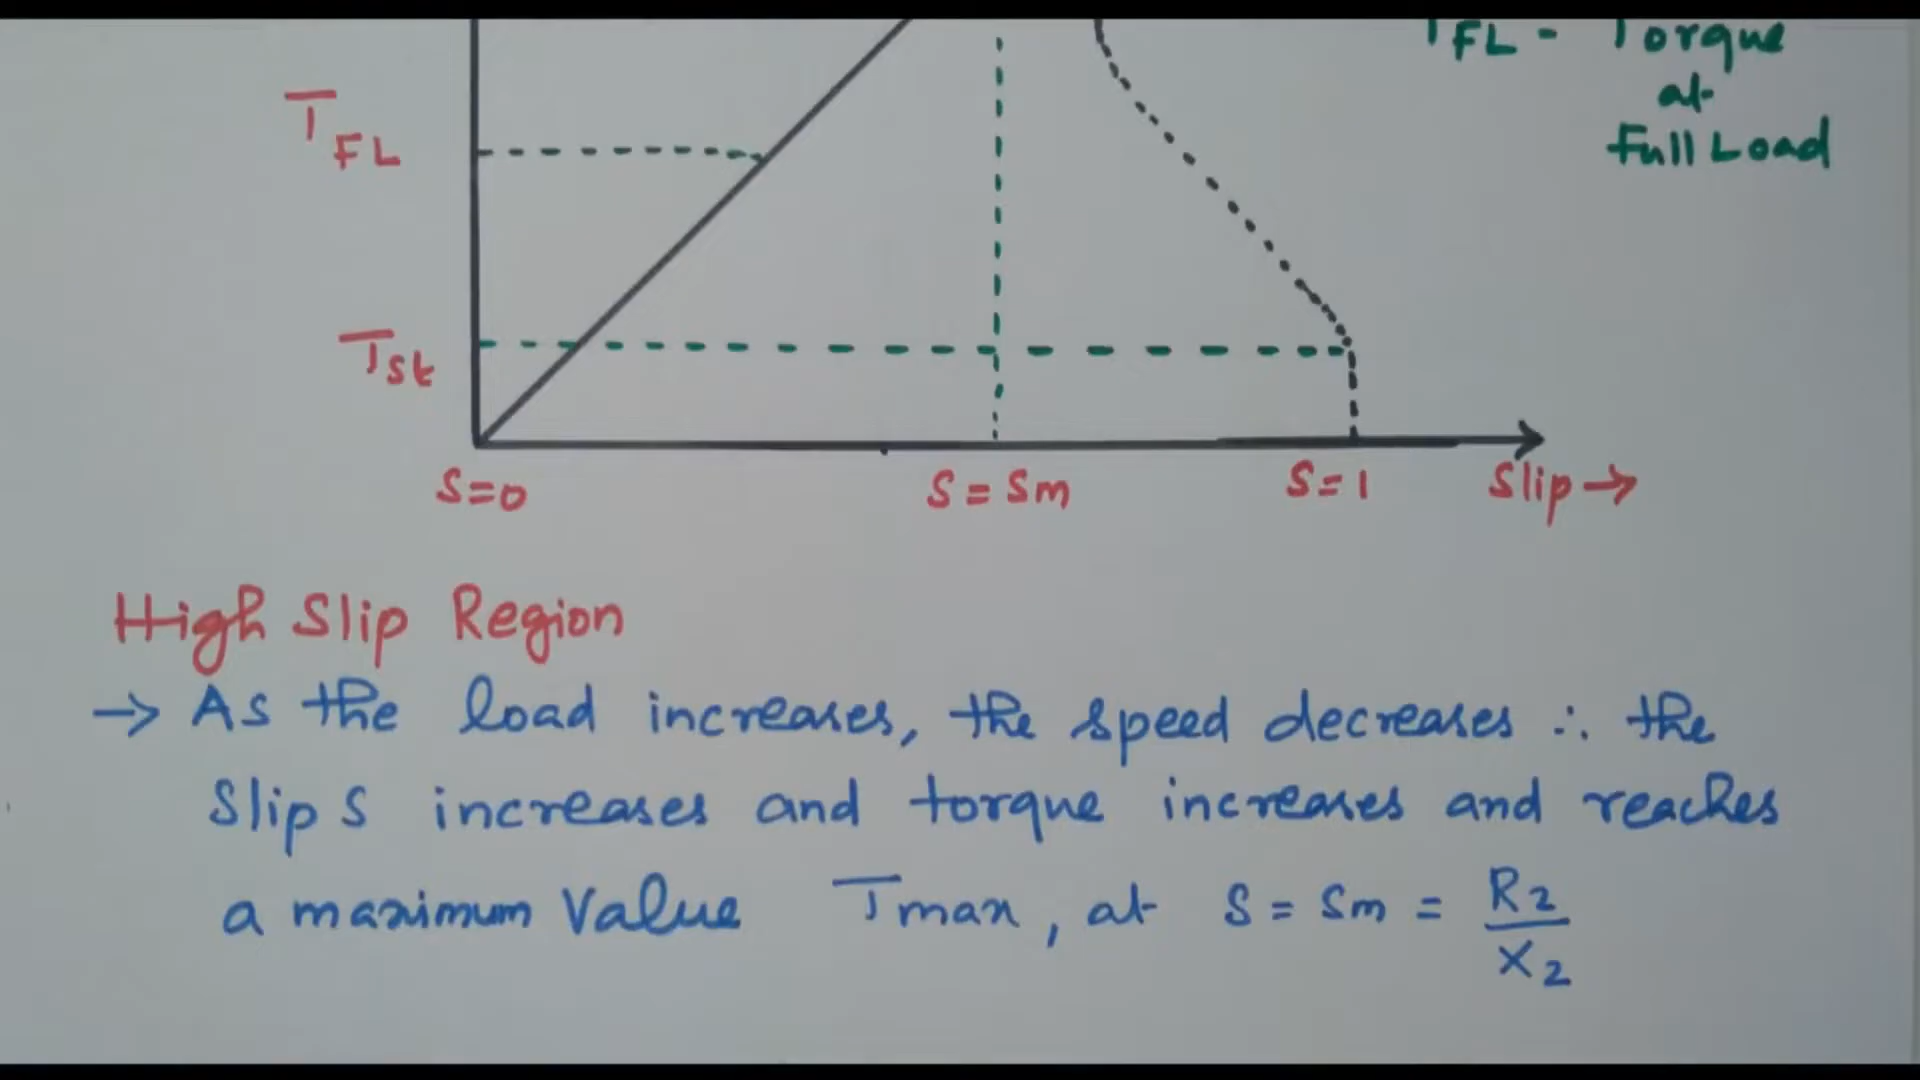 TFL - Torque
at
Full Load
TFL
Tst
S=0
S = Sm
S=1
Slip →
High Slip Region
→ As the load increases, the speed decreases ∴ the
Slip S increases and torque increases and reaches
a maximum Value Tmax, at S = Sm = R2
X2